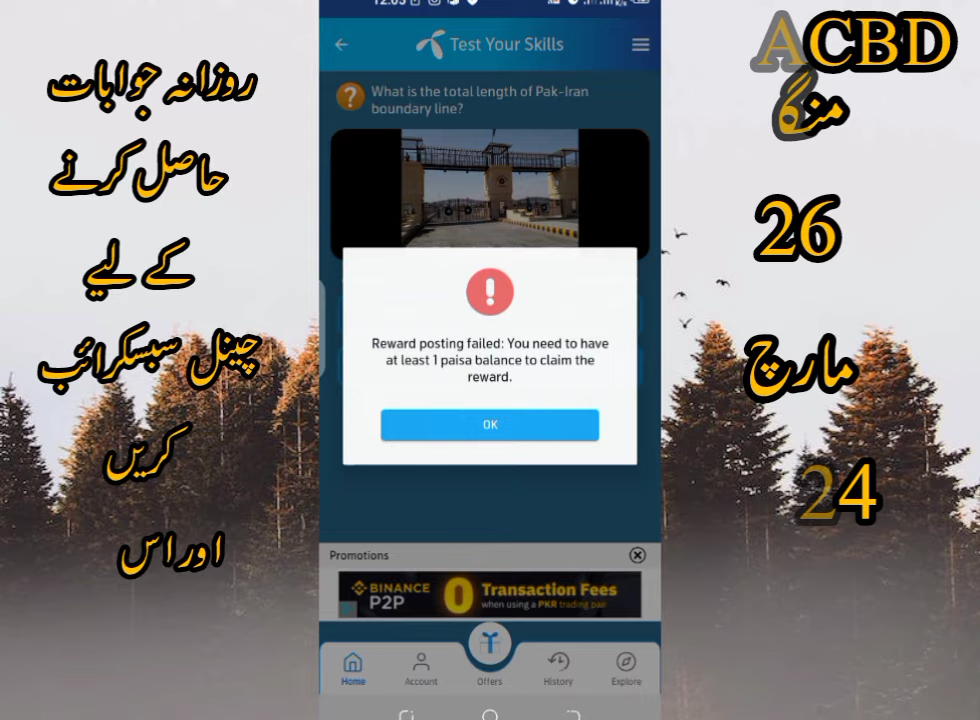 روزانہ جوابات
حاصل کرنے
کے لیے
چینل سبسکرائب
کریں
اور اس
Test Your Skills
What is the total length of Pak-Iran
boundary line?
Reward posting failed: You need to have
at least 1 paisa balance to claim the
reward.
OK
Promotions
BINANCE
P2P
0 Transaction Fees
when using a PKR trading pair
Home
Account
Offers
History
Explore
ACBD
منگل
26
مارچ
24